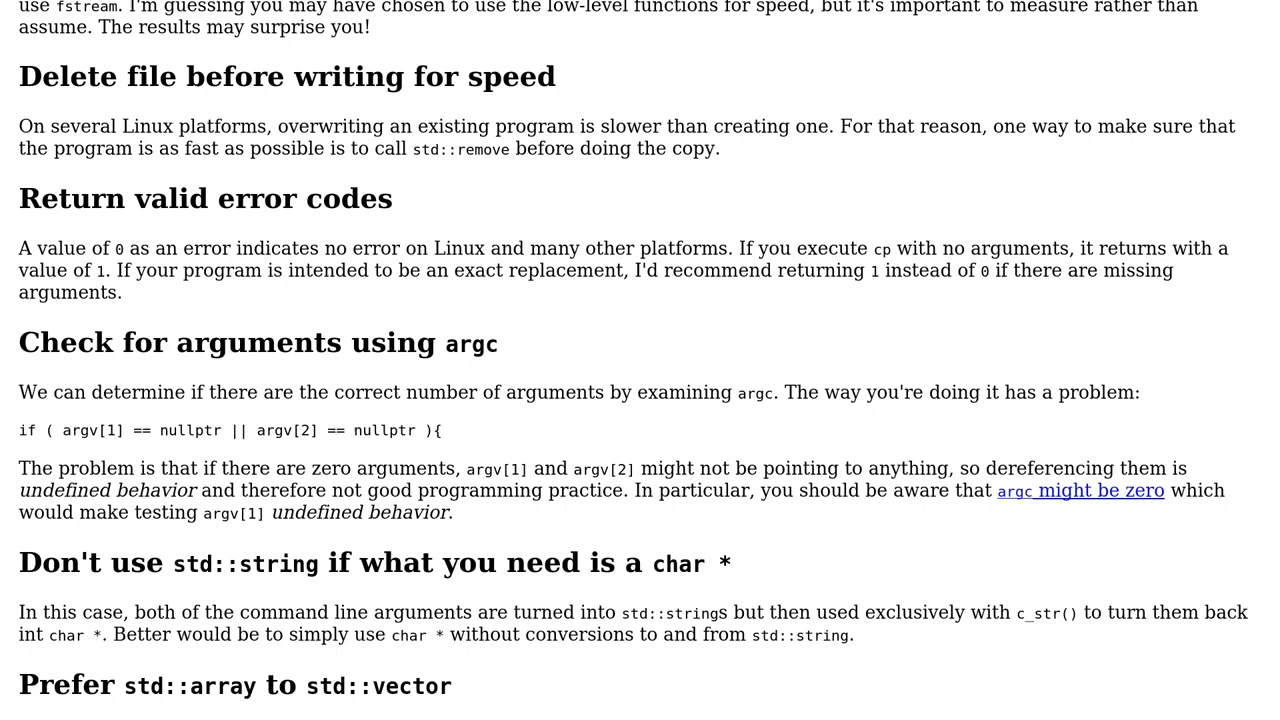 use fstream. I'm guessing you may have chosen to use the low-level functions for speed, but it's important to measure rather than
assume. The results may surprise you!
Delete file before writing for speed
On several Linux platforms, overwriting an existing program is slower than creating one. For that reason, one way to make sure that
the program is as fast as possible is to call std::remove before doing the copy.
Return valid error codes
A value of 0 as an error indicates no error on Linux and many other platforms. If you execute cp with no arguments, it returns with a
value of 1. If your program is intended to be an exact replacement, I'd recommend returning 1 instead of 0 if there are missing
arguments.
Check for arguments using argc
We can determine if there are the correct number of arguments by examining argc. The way you're doing it has a problem:
if ( argv[1] == nullptr || argv[2] == nullptr ){
The problem is that if there are zero arguments, argv[1] and argv[2] might not be pointing to anything, so dereferencing them is
undefined behavior and therefore not good programming practice. In particular, you should be aware that argc might be zero which
would make testing argv[1] undefined behavior.
Don't use std::string if what you need is a char *
In this case, both of the command line arguments are turned into std::strings but then used exclusively with c_str() to turn them back
int char *. Better would be to simply use char * without conversions to and from std::string.
Prefer std::array to std::vector